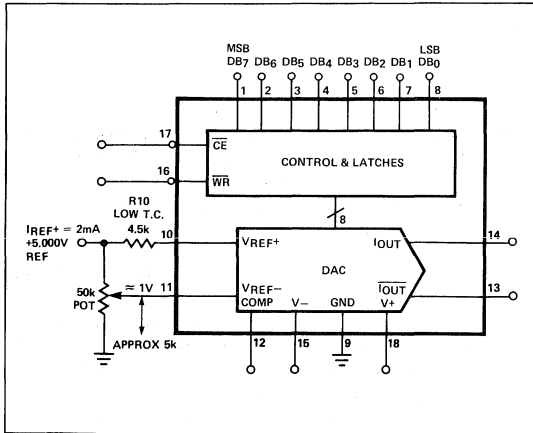 MSB LSB
DB7 DB6 DB5 DB4 DB3 DB2 DB1 DB0
1 2 3 4 5 6 7 8
17
CE
CONTROL & LATCHES
16
WR
R10
LOW T.C.
8
IREF+ = 2mA
4.5k
+5.000V
REF
10
VREF+
IOUT
14
DAC
50k
POT
≈ 1V
11
VREF–
IOUT
13
COMP V– GND V+
APPROX 5k
12 15 9 18